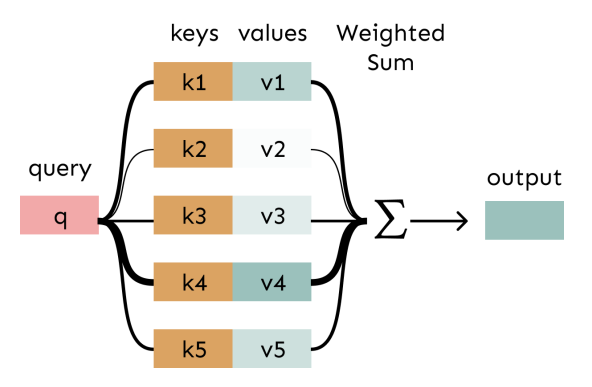 keys values Weighted
Sum
k1 v1
k2 v2
query
k3 v3
q
output
Σ
k4 v4
k5 v5